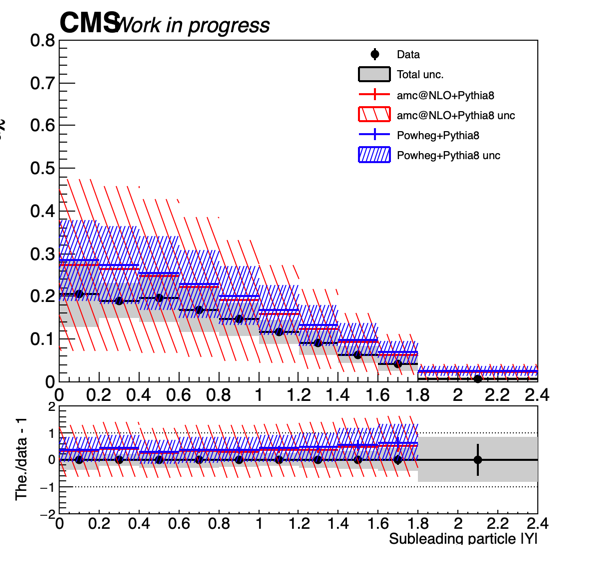 CMS Work in progress
0.8
0.7
0.6
0.5
0.4
0.3
0.2
0.1
0
Data
Total unc.
amc@NLO+Pythia8
amc@NLO+Pythia8 unc
Powheg+Pythia8
Powheg+Pythia8 unc
0 0.2 0.4 0.6 0.8 1 1.2 1.4 1.6 1.8 2 2.2 2.4
The./data - 1
2
1
0
−1
−2
0 0.2 0.4 0.6 0.8 1 1.2 1.4 1.6 1.8 2 2.2 2.4
Subleading particle |Y|